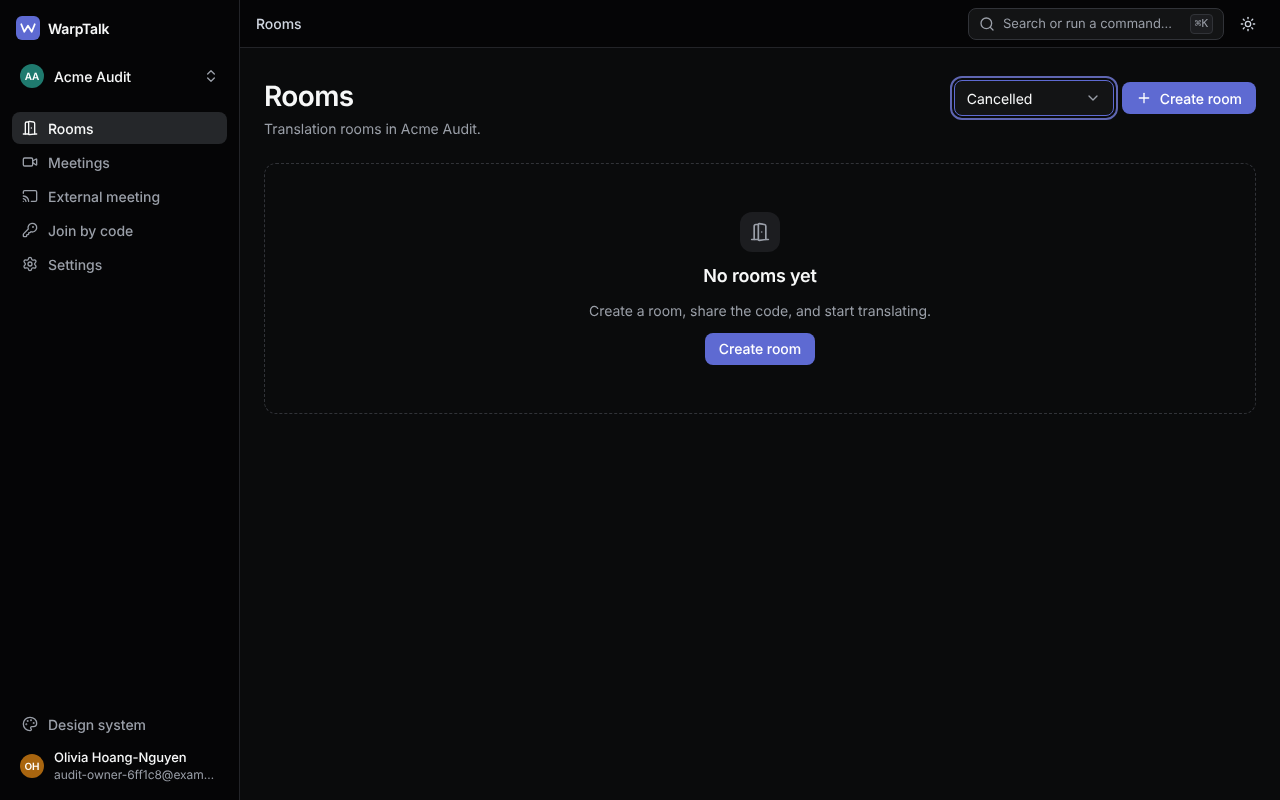 WarpTalk
AA
Acme Audit
Rooms
Meetings
External meeting
Join by code
Settings
Design system
OH
Olivia Hoang-Nguyen
audit-owner-6ff1c8@exam...
Rooms
Search or run a command...
⌘K
Rooms
Translation rooms in Acme Audit.
Cancelled
Create room
No rooms yet
Create a room, share the code, and start translating.
Create room